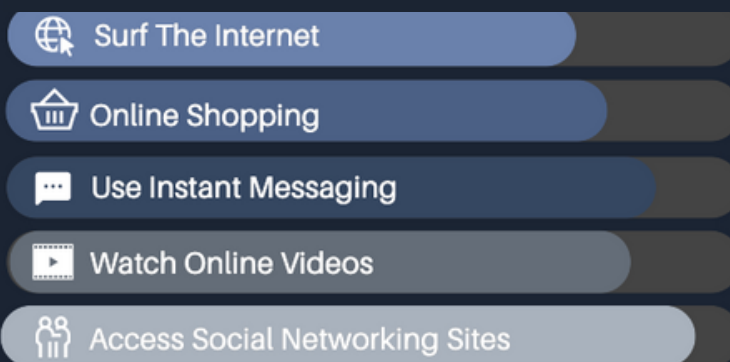 Surf The Internet
Online Shopping
Use Instant Messaging
Watch Online Videos
Access Social Networking Sites